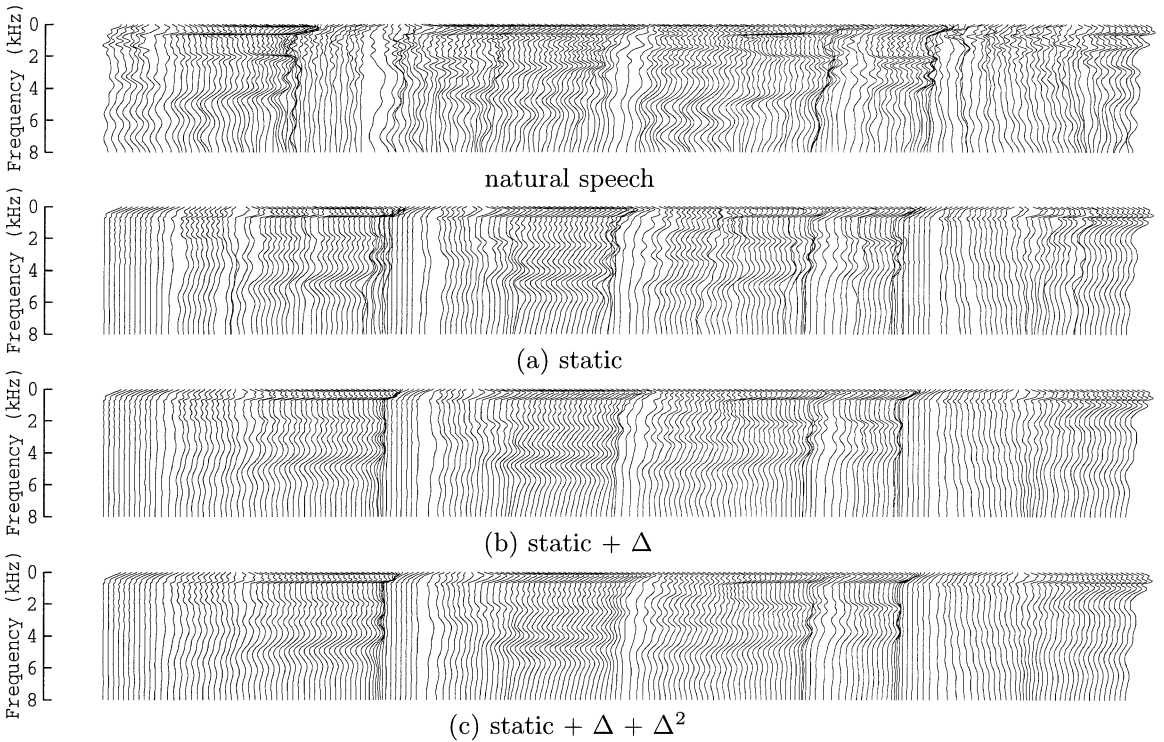 Frequency (kHz)
0
2
4
6
8
natural speech
Frequency (kHz)
0
2
4
6
8
(a) static
Frequency (kHz)
0
2
4
6
8
(b) static + Δ
Frequency (kHz)
0
2
4
6
8
(c) static + Δ + Δ²